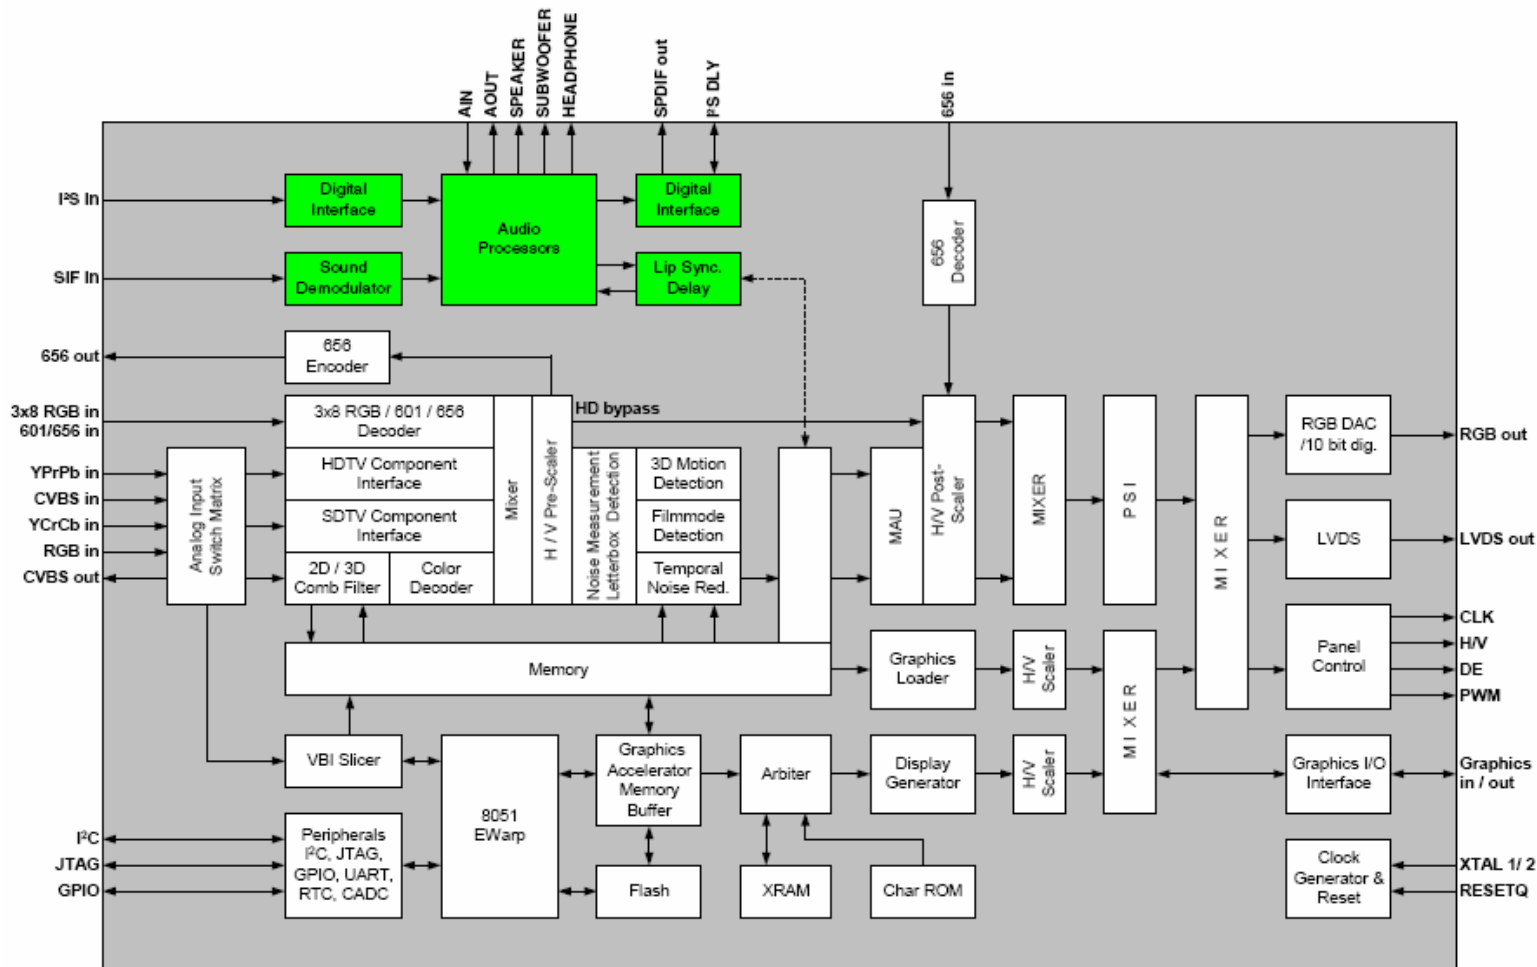 AIN
AOUT
SPEAKER
SUBWOOFER
HEADPHONE
SPDIF out
I²S DLY
656 in
I²S In
Digital
Interface
Audio
Processors
Digital
Interface
SIF In
Sound
Demodulator
Lip Sync.
Delay
656
Decoder
656 out
656
Encoder
3x8 RGB in
601/656 in
3x8 RGB / 601 / 656
Decoder
HD bypass
YPrPb in
CVBS in
YCrCb in
RGB in
CVBS out
Analog Input
Switch Matrix
HDTV Component
Interface
SDTV Component
Interface
2D / 3D
Comb Filter
Color
Decoder
Mixer
H / V Pre-Scaler
Noise Measurement
Letterbox Detection
3D Motion
Detection
Filmmode
Detection
Temporal
Noise Red.
MAU
H/V Post-
Scaler
MIXER
PSI
MIXER
RGB DAC
/10 bit dig.
RGB out
LVDS
LVDS out
Memory
Graphics
Loader
H/V
Scaler
MIXER
Panel
Control
CLK
H/V
DE
PWM
VBI Slicer
8051
EWarp
Graphics
Accelerator
Memory
Buffer
Arbiter
Display
Generator
H/V
Scaler
Graphics I/O
Interface
Graphics
in / out
I²C
JTAG
GPIO
Peripherals
I²C, JTAG,
GPIO, UART,
RTC, CADC
Flash
XRAM
Char ROM
Clock
Generator &
Reset
XTAL 1/ 2
RESETQ